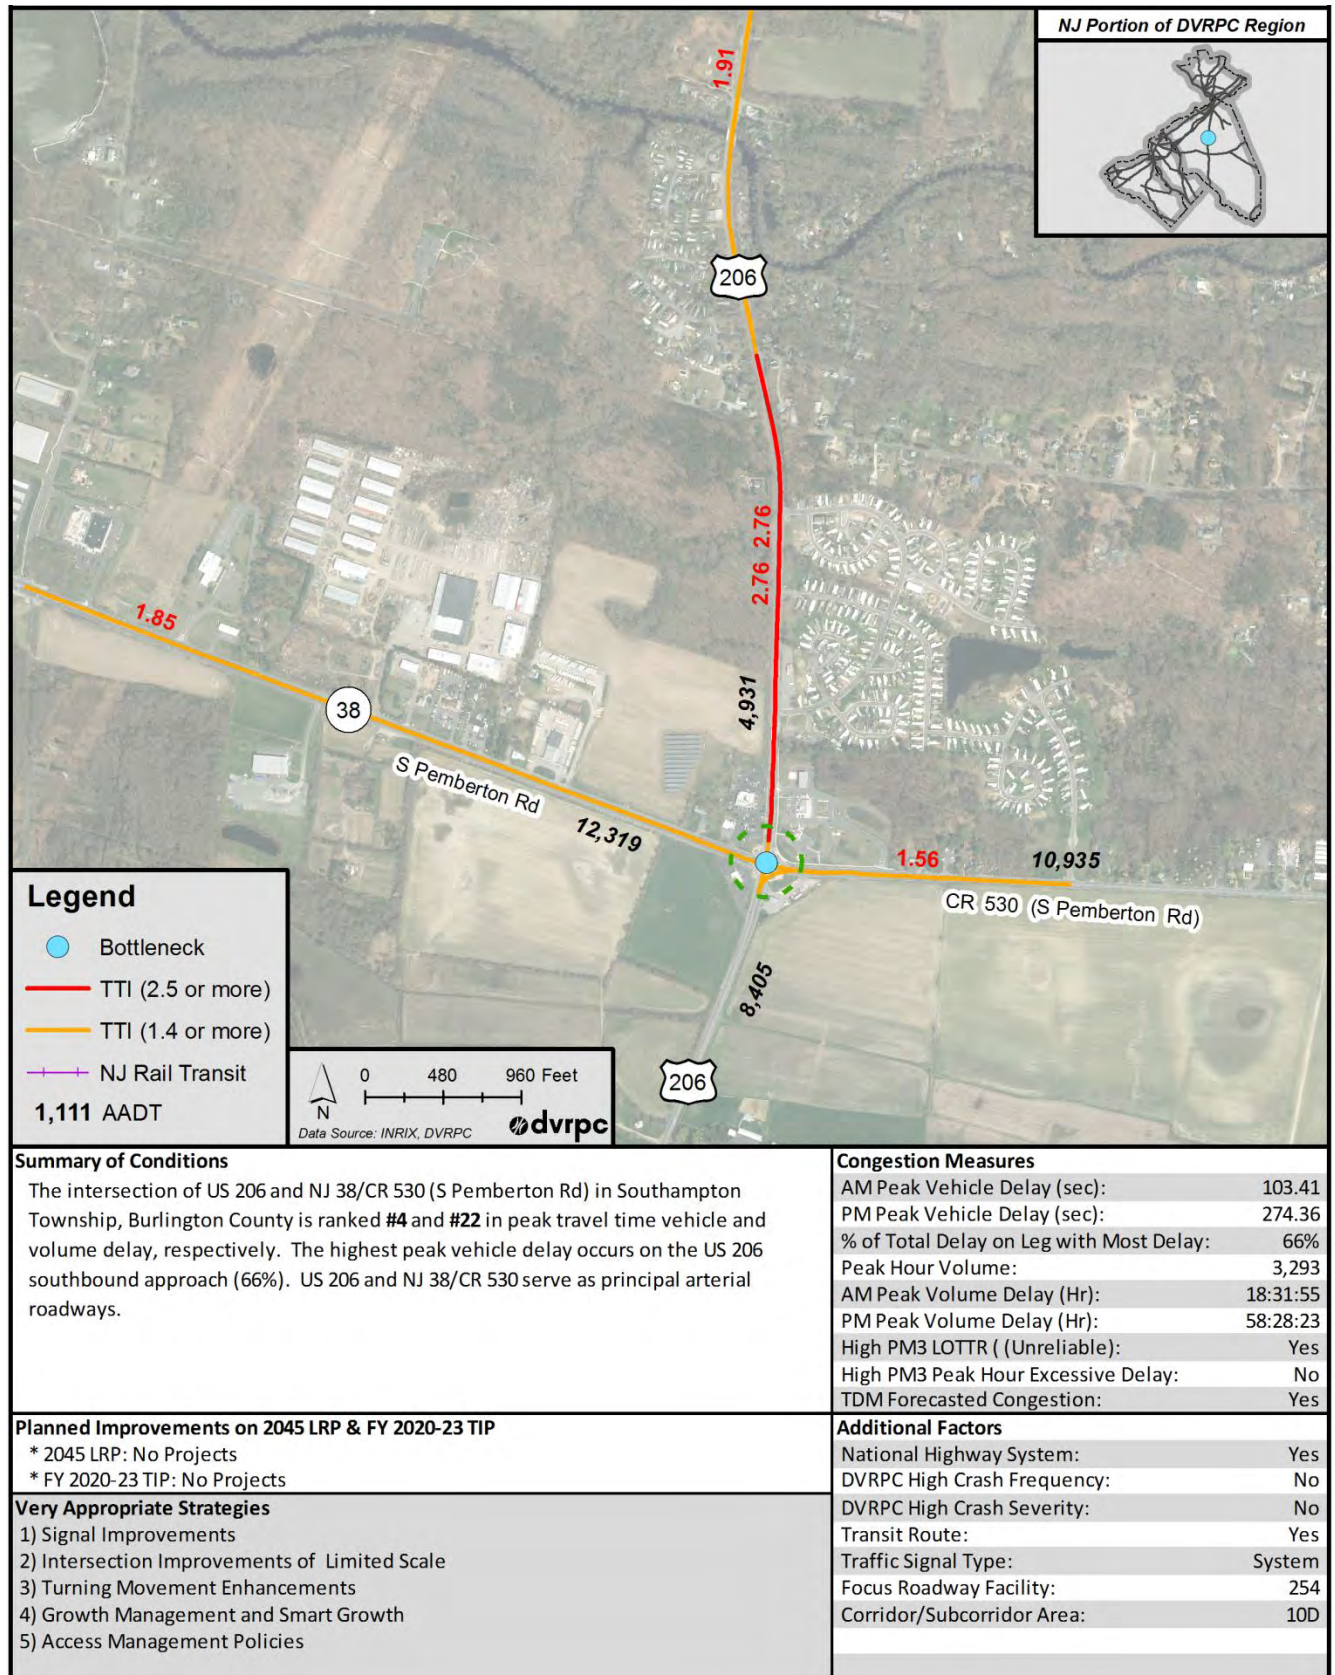 NJ Portion of DVRPC Region
1.91
206
2.76 2.76
1.85
4,931
38
S Pemberton Rd
12,319
1.56
10,935
CR 530 (S Pemberton Rd)
8,405
206
Legend
Bottleneck
TTI (2.5 or more)
TTI (1.4 or more)
NJ Rail Transit
1,111 AADT
N
0 480 960 Feet
Data Source: INRIX, DVRPC
dvrpc
Summary of Conditions
The intersection of US 206 and NJ 38/CR 530 (S Pemberton Rd) in Southampton
Township, Burlington County is ranked #4 and #22 in peak travel time vehicle and
volume delay, respectively. The highest peak vehicle delay occurs on the US 206
southbound approach (66%). US 206 and NJ 38/CR 530 serve as principal arterial
roadways.
Congestion Measures
AM Peak Vehicle Delay (sec): 103.41
PM Peak Vehicle Delay (sec): 274.36
% of Total Delay on Leg with Most Delay: 66%
Peak Hour Volume: 3,293
AM Peak Volume Delay (Hr): 18:31:55
PM Peak Volume Delay (Hr): 58:28:23
High PM3 LOTTR ( (Unreliable): Yes
High PM3 Peak Hour Excessive Delay: No
TDM Forecasted Congestion: Yes
Planned Improvements on 2045 LRP & FY 2020-23 TIP
* 2045 LRP: No Projects
* FY 2020-23 TIP: No Projects
Very Appropriate Strategies
1) Signal Improvements
2) Intersection Improvements of Limited Scale
3) Turning Movement Enhancements
4) Growth Management and Smart Growth
5) Access Management Policies
Additional Factors
National Highway System: Yes
DVRPC High Crash Frequency: No
DVRPC High Crash Severity: No
Transit Route: Yes
Traffic Signal Type: System
Focus Roadway Facility: 254
Corridor/Subcorridor Area: 10D